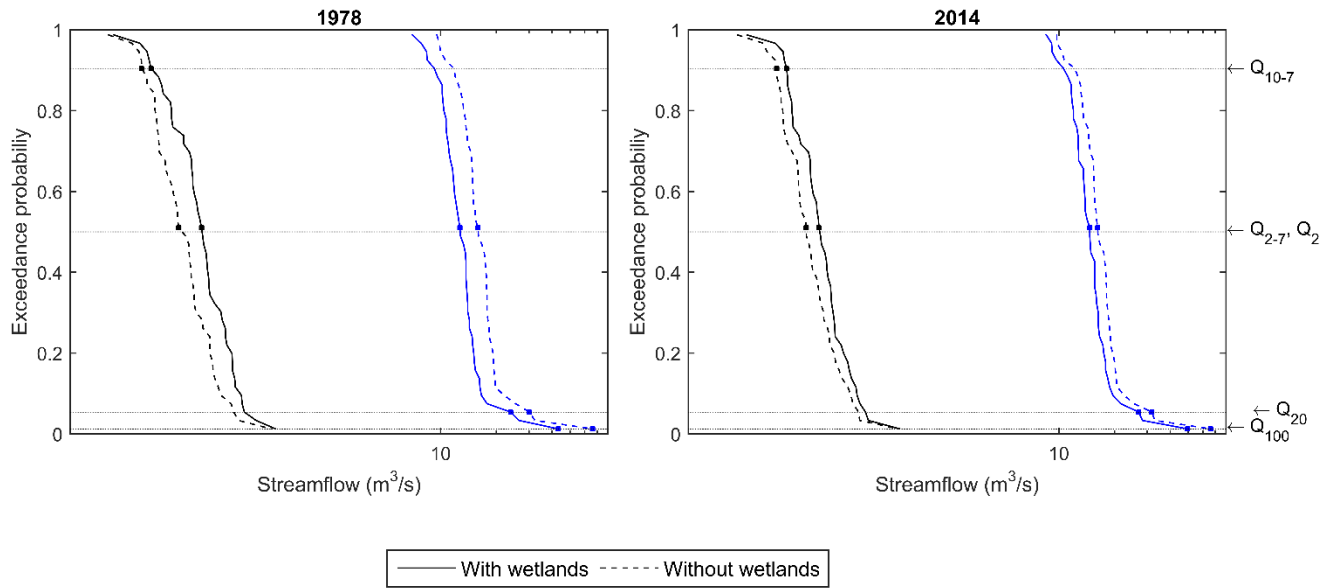 1978
1
0.8
0.6
0.4
0.2
0
Exceedance probabiliy
10
Streamflow (m³/s)
2014
1
0.8
0.6
0.4
0.2
0
Exceedance probabiliy
10
Streamflow (m³/s)
← Q₁₀₋₇
← Q₂₋₇, Q₂
← Q₂₀
← Q₁₀₀
With wetlands
Without wetlands